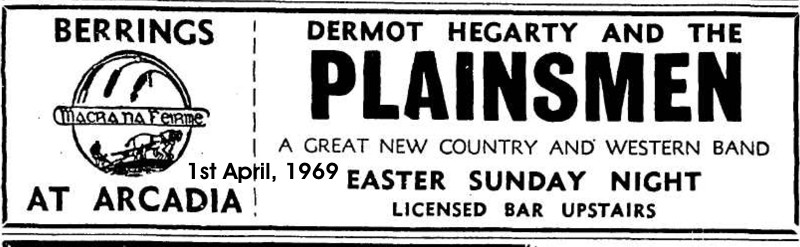 BERRINGS
Macra na Feirme
AT ARCADIA
1st April, 1969
DERMOT HEGARTY AND THE
PLAINSMEN
A GREAT NEW COUNTRY AND WESTERN BAND
EASTER SUNDAY NIGHT
LICENSED BAR UPSTAIRS